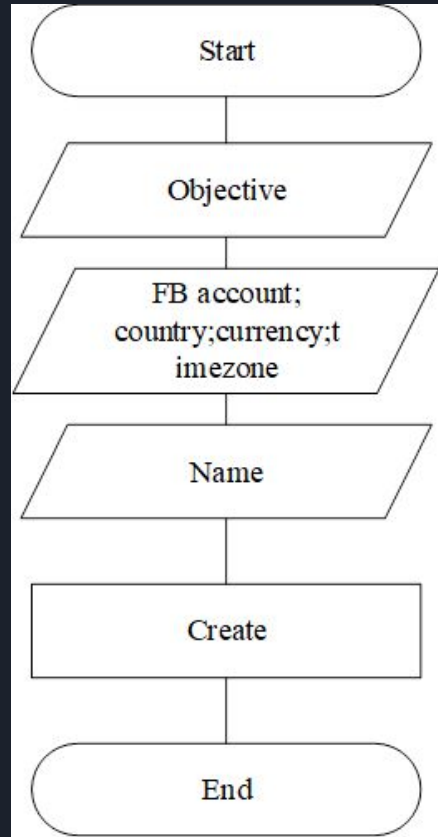 Start
Objective
FB account;
country;currency;t
imezone
Name
Create
End